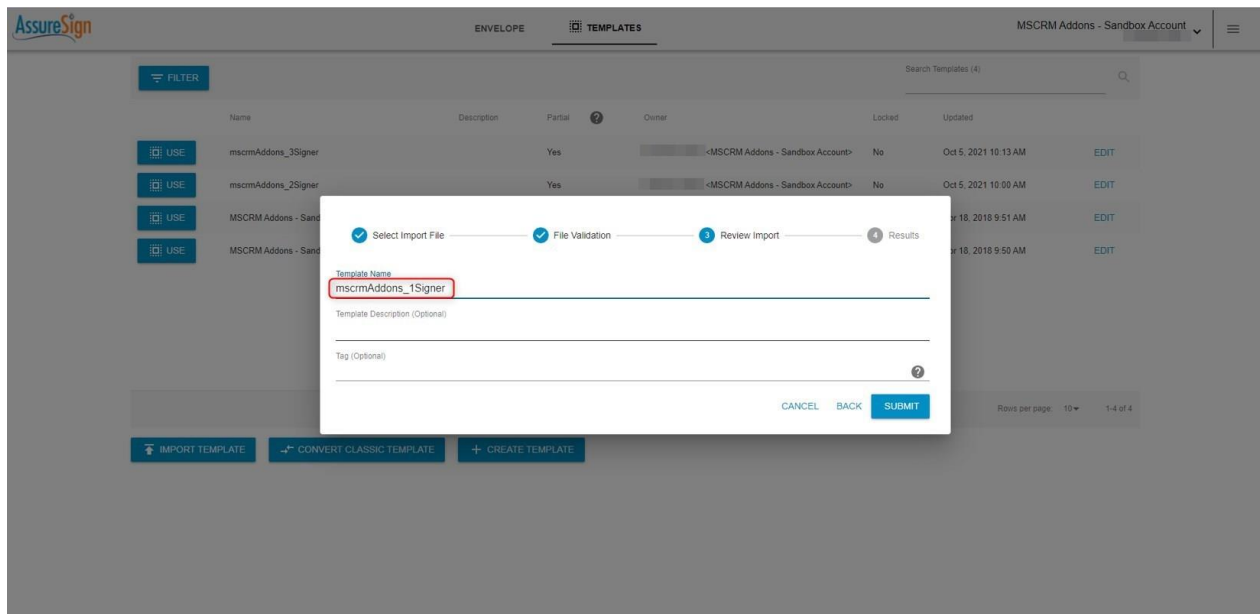 AssureSign
ENVELOPE
TEMPLATES
MSCRM Addons - Sandbox Account
FILTER
Search Templates (4)
Name Description Partial ? Owner Locked Updated
USE mscrmAddons_3Signer Yes <MSCRM Addons - Sandbox Account> No Oct 5, 2021 10:13 AM EDIT
USE mscrmAddons_2Signer Yes <MSCRM Addons - Sandbox Account> No Oct 5, 2021 10:00 AM EDIT
USE MSCRM Addons - Sand 18, 2018 9:51 AM EDIT
USE MSCRM Addons - Sand 18, 2018 9:50 AM EDIT
Select Import File
File Validation
3 Review Import
4 Results
Template Name
mscrmAddons_1Signer
Template Description (Optional)
Tag (Optional)
?
CANCEL BACK SUBMIT
Rows per page: 10 1-4 of 4
IMPORT TEMPLATE
CONVERT CLASSIC TEMPLATE
+ CREATE TEMPLATE